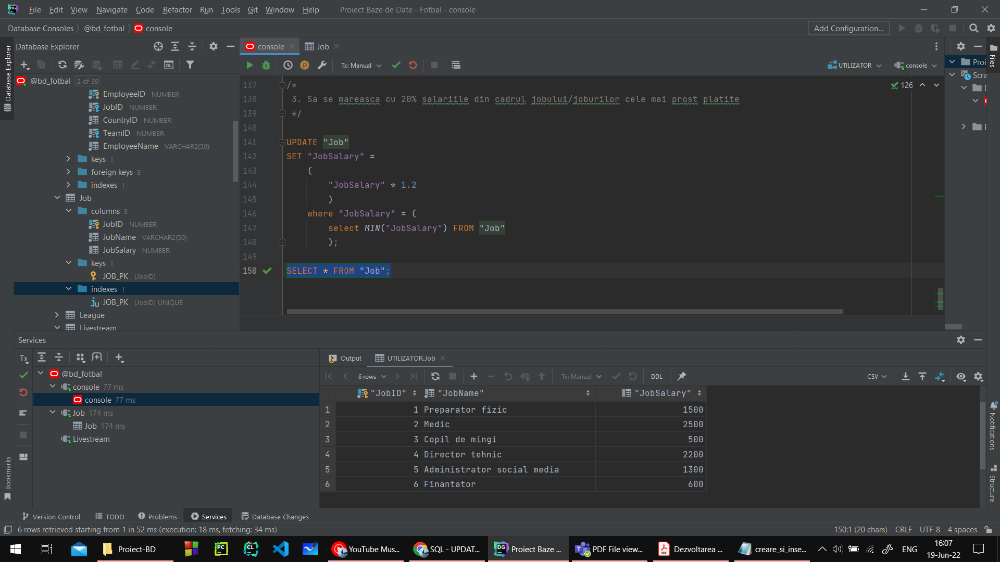 File Edit View Navigate Code Refactor Run Tools Git Window Help Proiect Baze de Date - Fotbal - console
Database Consoles @bd_fotbal console Add Configuration...
Database Explorer
console
Job
Tx: Manual
UTILIZATOR
console
@bd_fotbal 2 of 39
EmployeeID NUMBER
JobID NUMBER
CountryID NUMBER
TeamID NUMBER
EmployeeName VARCHAR2(50)
keys 1
foreign keys 3
indexes 1
Job
columns 3
JobID NUMBER
JobName VARCHAR2(50)
JobSalary NUMBER
keys 1
JOB_PK (JobID)
indexes 1
JOB_PK (JobID) UNIQUE
League
Livestream
137 /*
138 3. Sa se mareasca cu 20% salariile din cadrul jobului/joburilor cele mai prost platite
139 */
140
141 UPDATE "Job"
142 SET "JobSalary" =
143 (
144 "JobSalary" * 1.2
145 )
146 where "JobSalary" = (
147 select MIN("JobSalary") FROM "Job"
148 );
149
150 SELECT * FROM "Job";
126
Proi
Scra
Database Explorer
Files
Services
Tx
@bd_fotbal
console 77 ms
console 77 ms
Job 174 ms
Job 174 ms
Livestream
Output
UTILIZATOR.Job
6 rows
Tx: Manual
DDL
CSV
"JobID" "JobName" "JobSalary"
1 1 Preparator fizic 1500
2 2 Medic 2500
3 3 Copil de mingi 500
4 4 Director tehnic 2200
5 5 Administrator social media 1300
6 6 Finantator 600
Notifications
Structure
Bookmarks
Version Control TODO Problems Services Database Changes
6 rows retrieved starting from 1 in 52 ms (execution: 18 ms, fetching: 34 ms) 150:1 (20 chars) CRLF UTF-8 4 spaces
Proiect-BD YouTube Mus... SQL - UPDAT... Proiect Baze ... PDF File view... Dezvoltarea ... creare_si_inse... ENG
16:07
19-Jun-22